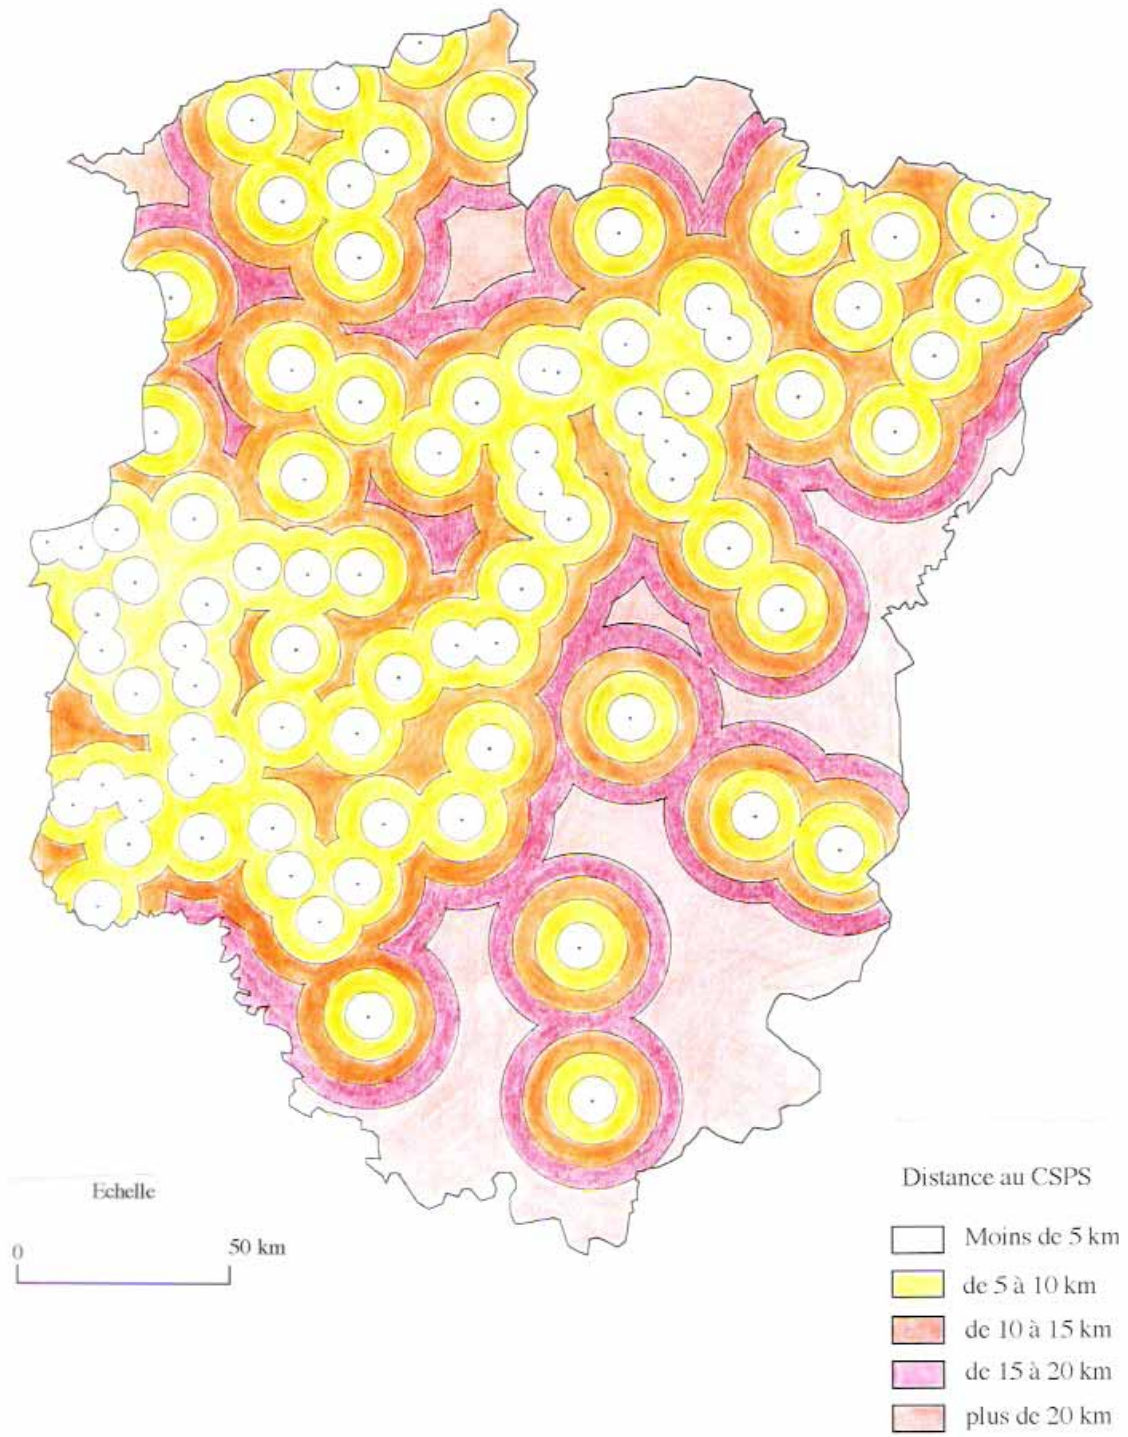 Echelle
0 50 km
Distance au CSPS
Moins de 5 km
de 5 à 10 km
de 10 à 15 km
de 15 à 20 km
plus de 20 km